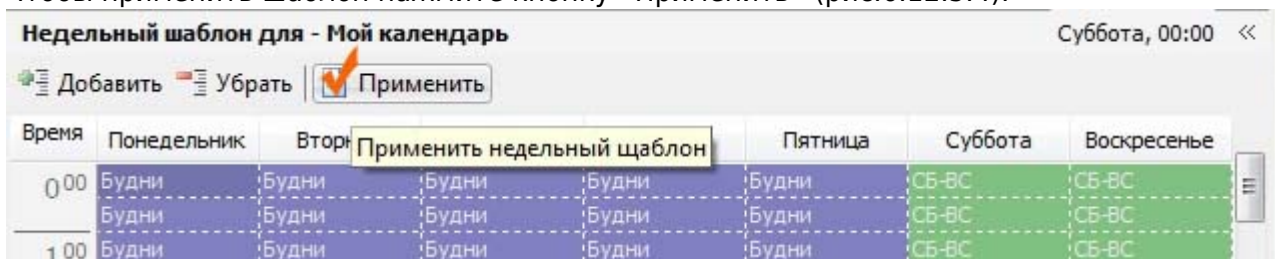 Недельный шаблон для - Мой календарь Суббота, 00:00 «
Добавить Убрать Применить
Время Понедельник Вторн Пятница Суббота Воскресенье
Применить недельный щаблон
0 00 Будни Будни Будни Будни Будни СБ-ВС СБ-ВС
Будни Будни Будни Будни Будни СБ-ВС СБ-ВС
1 00 Будни Будни Будни Будни Будни СБ-ВС СБ-ВС